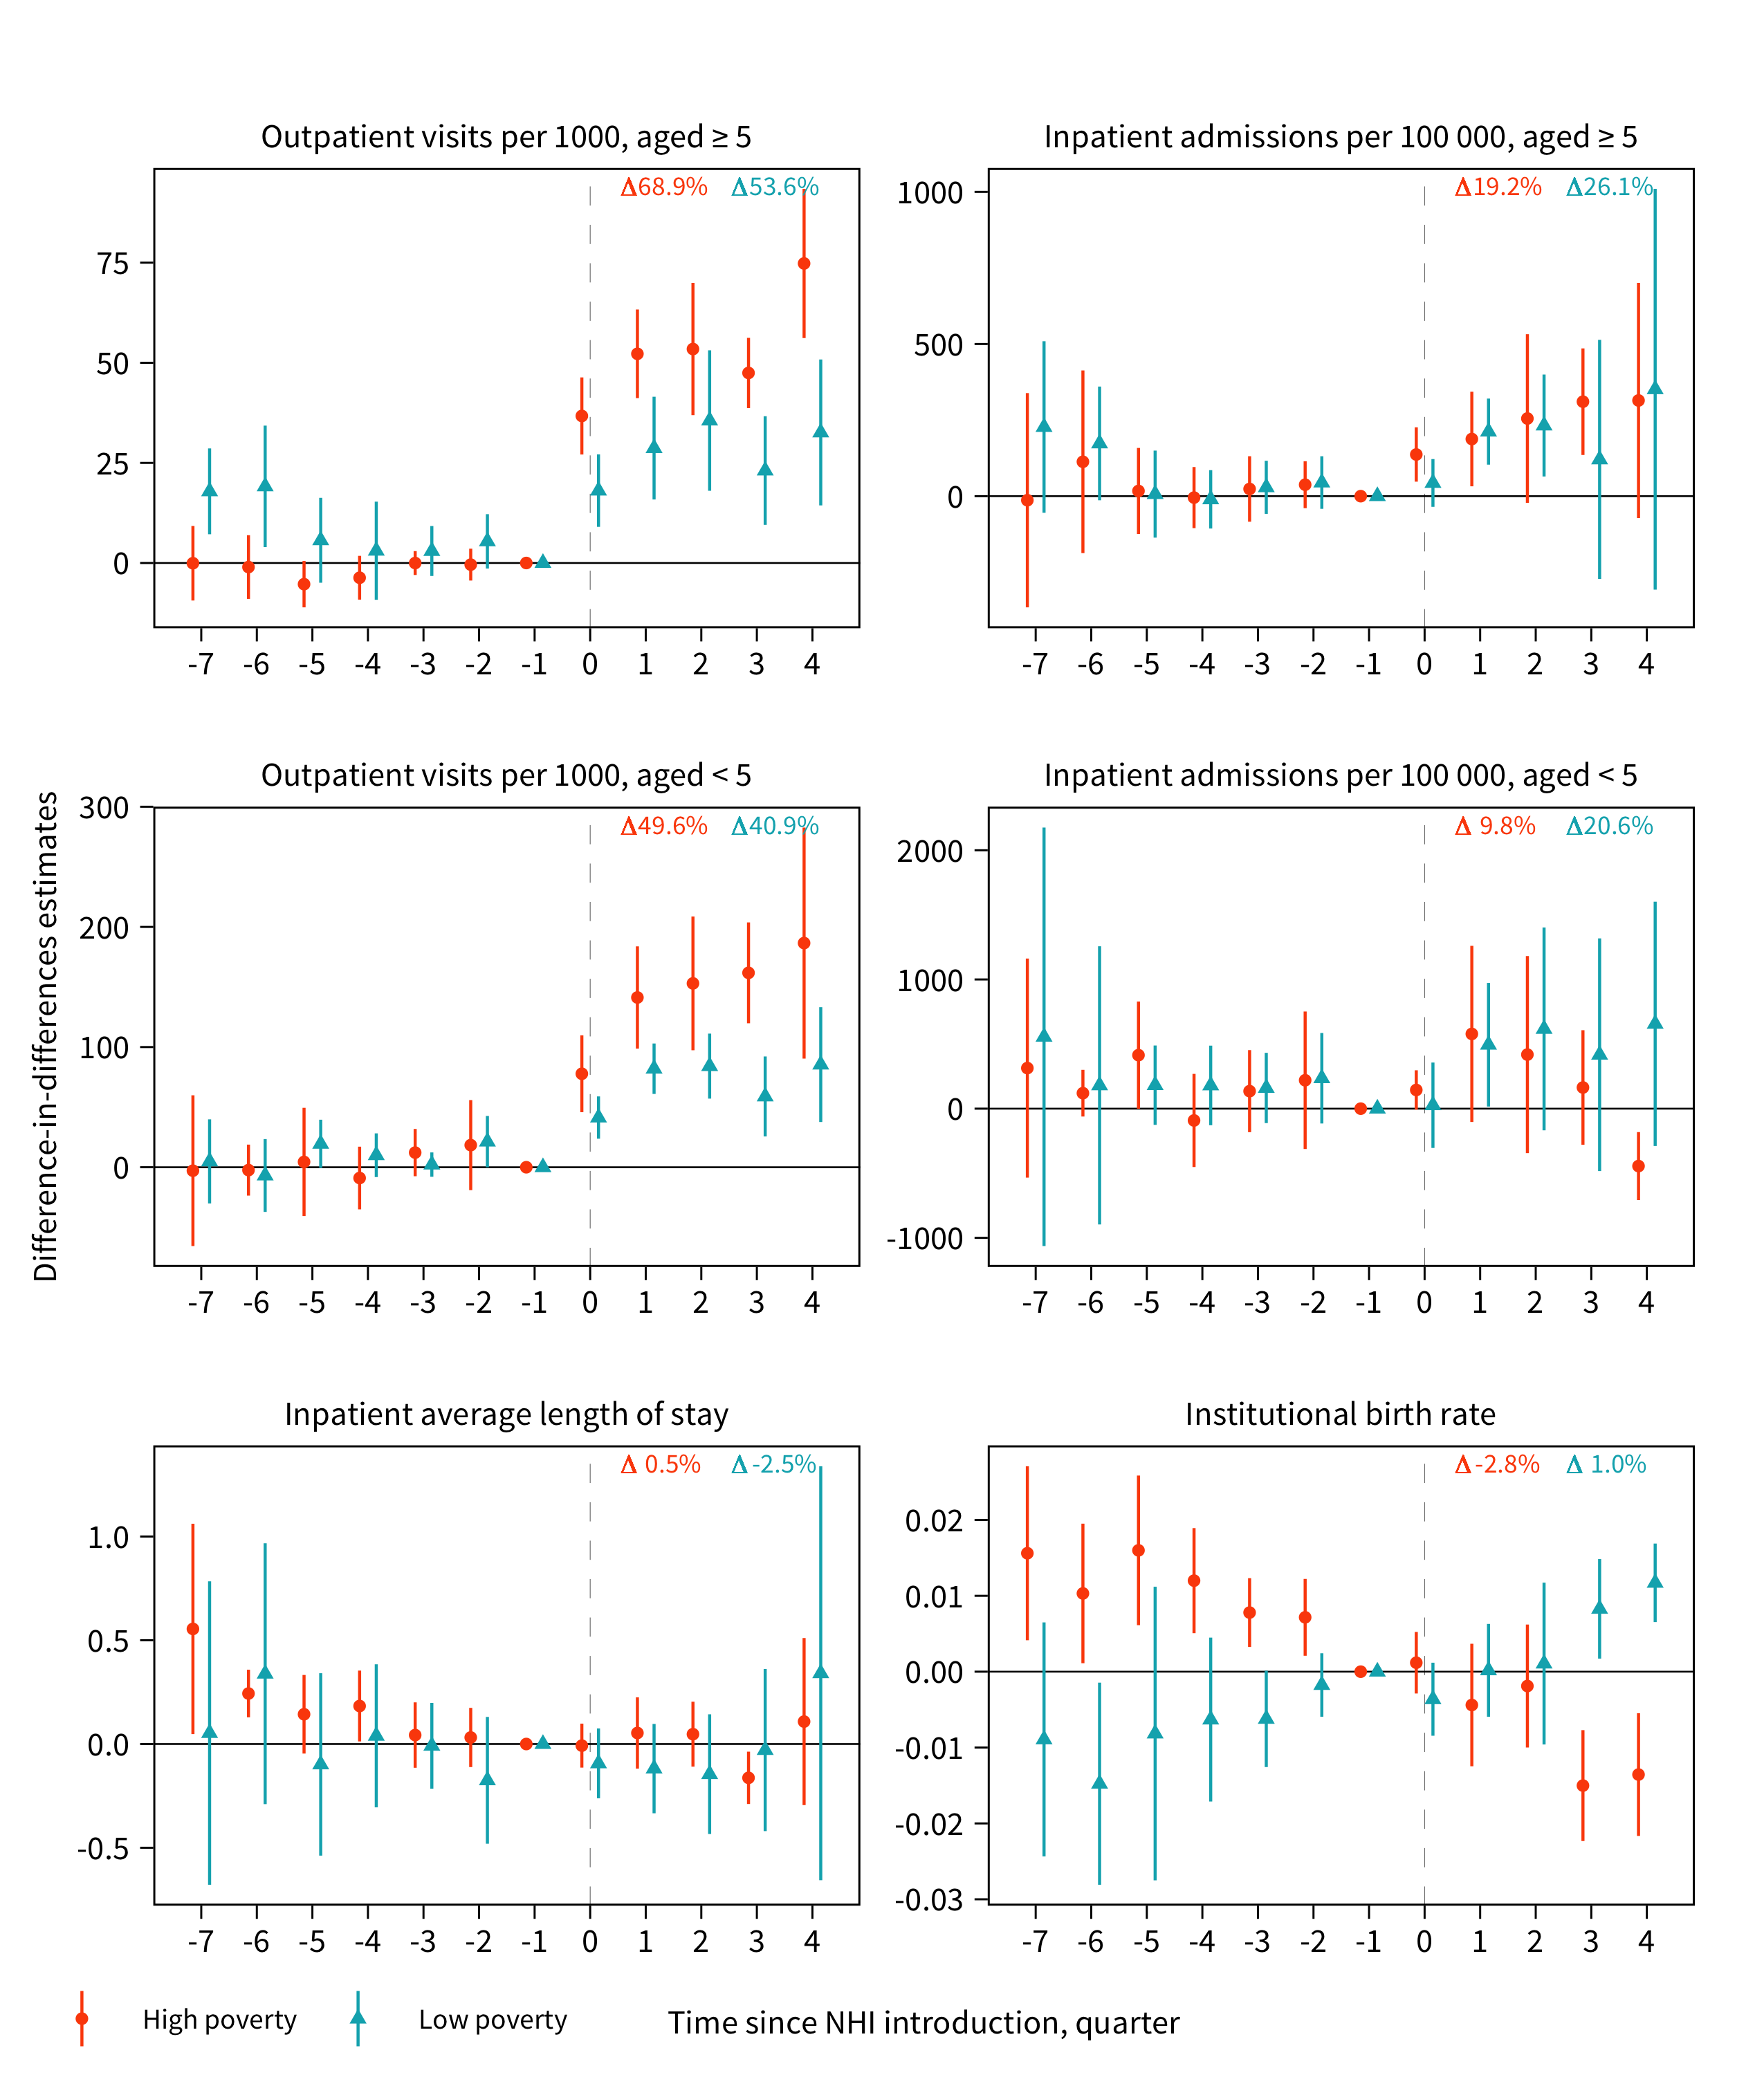 Outpatient visits per 1000, aged ≥ 5
Δ68.9% Δ53.6%
75
50
25
0
-7 -6 -5 -4 -3 -2 -1 0 1 2 3 4
Inpatient admissions per 100 000, aged ≥ 5
Δ19.2% Δ26.1%
1000
500
0
-7 -6 -5 -4 -3 -2 -1 0 1 2 3 4
Difference-in-differences estimates
Outpatient visits per 1000, aged < 5
Δ49.6% Δ40.9%
300
200
100
0
-7 -6 -5 -4 -3 -2 -1 0 1 2 3 4
Inpatient admissions per 100 000, aged < 5
Δ 9.8% Δ20.6%
2000
1000
0
-1000
-7 -6 -5 -4 -3 -2 -1 0 1 2 3 4
Inpatient average length of stay
Δ 0.5% Δ -2.5%
1.0
0.5
0.0
-0.5
-7 -6 -5 -4 -3 -2 -1 0 1 2 3 4
Institutional birth rate
Δ -2.8% Δ 1.0%
0.02
0.01
0.00
-0.01
-0.02
-0.03
-7 -6 -5 -4 -3 -2 -1 0 1 2 3 4
High poverty Low poverty Time since NHI introduction, quarter